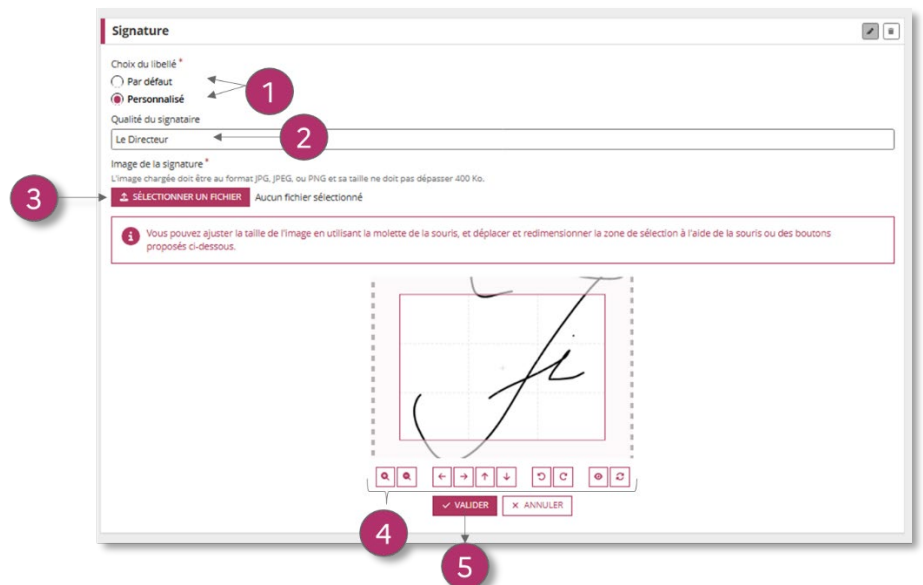 Signature
Choix du libellé *
Par défaut
1
Personnalisé
Qualité du signataire
Le Directeur
2
Image de la signature *
L'image chargée doit être au format JPG, JPEG, ou PNG et sa taille ne doit pas dépasser 400 Ko.
3
SÉLECTIONNER UN FICHIER Aucun fichier sélectionné
Vous pouvez ajuster la taille de l'image en utilisant la molette de la souris, et déplacer et redimensionner la zone de sélection à l'aide de la souris ou des boutons
proposés ci-dessous.
VALIDER ANNULER
4
5